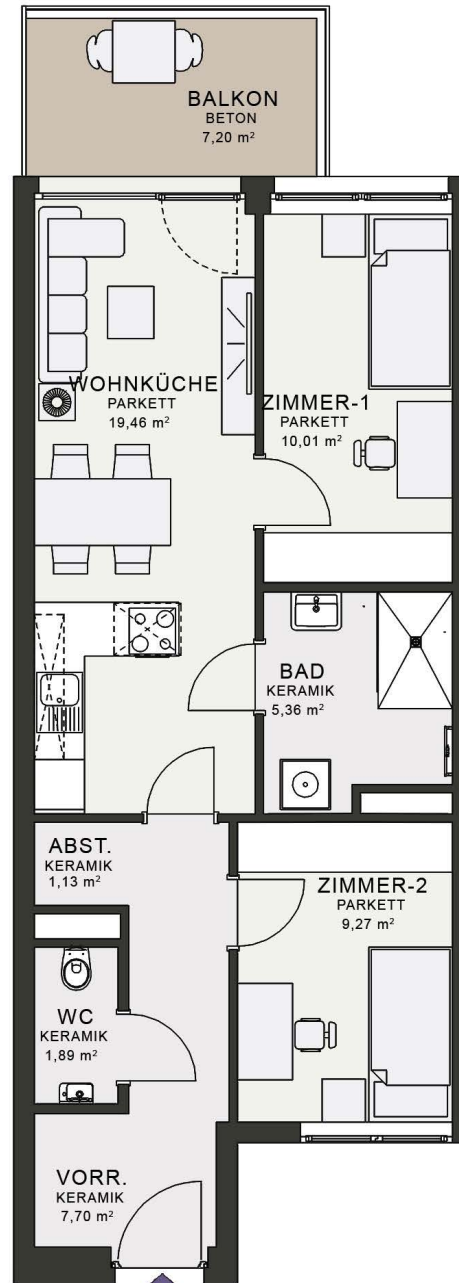 BALKON
BETON
7,20 m²
WOHNKÜCHE
PARKETT
19,46 m²
ZIMMER-1
PARKETT
10,01 m²
BAD
KERAMIK
5,36 m²
ABST.
KERAMIK
1,13 m²
ZIMMER-2
PARKETT
9,27 m²
WC
KERAMIK
1,89 m²
VORR.
KERAMIK
7,70 m²